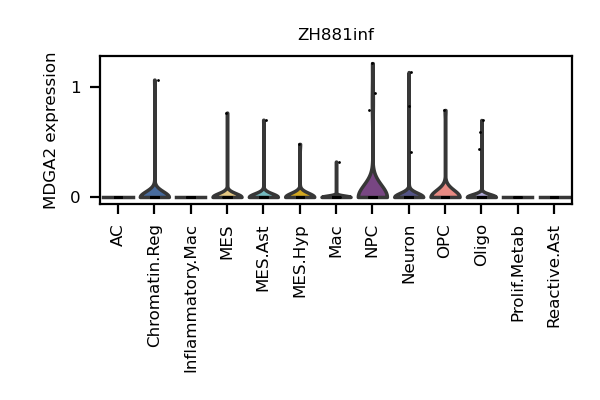 ZH881inf
MDGA2 expression
1
0
AC
Chromatin.Reg
Inflammatory.Mac
MES
MES.Ast
MES.Hyp
Mac
NPC
Neuron
OPC
Oligo
Prolif.Metab
Reactive.Ast